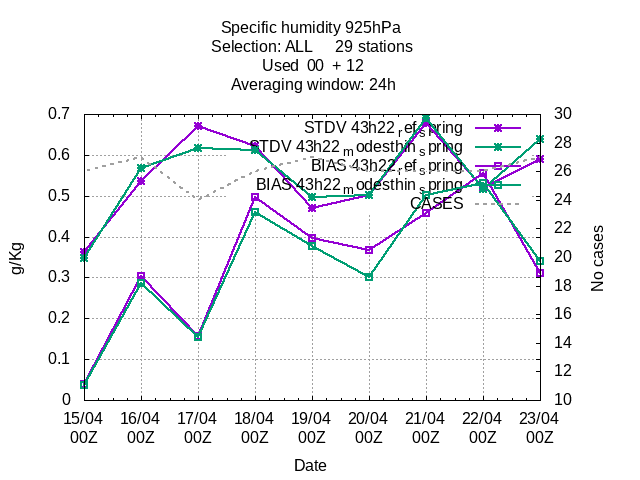 Specific humidity 925hPa
Selection: ALL 29 stations
Used 00 + 12
Averaging window: 24h
STDV 43h22_ref_spring
STDV 43h22_modesthin_spring
BIAS 43h22_ref_spring
BIAS 43h22_modesthin_spring
CASES
g/Kg
0.7
0.6
0.5
0.4
0.3
0.2
0.1
0
No cases
30
28
26
24
22
20
18
16
14
12
10
15/04 16/04 17/04 18/04 19/04 20/04 21/04 22/04 23/04
00Z 00Z 00Z 00Z 00Z 00Z 00Z 00Z 00Z
Date